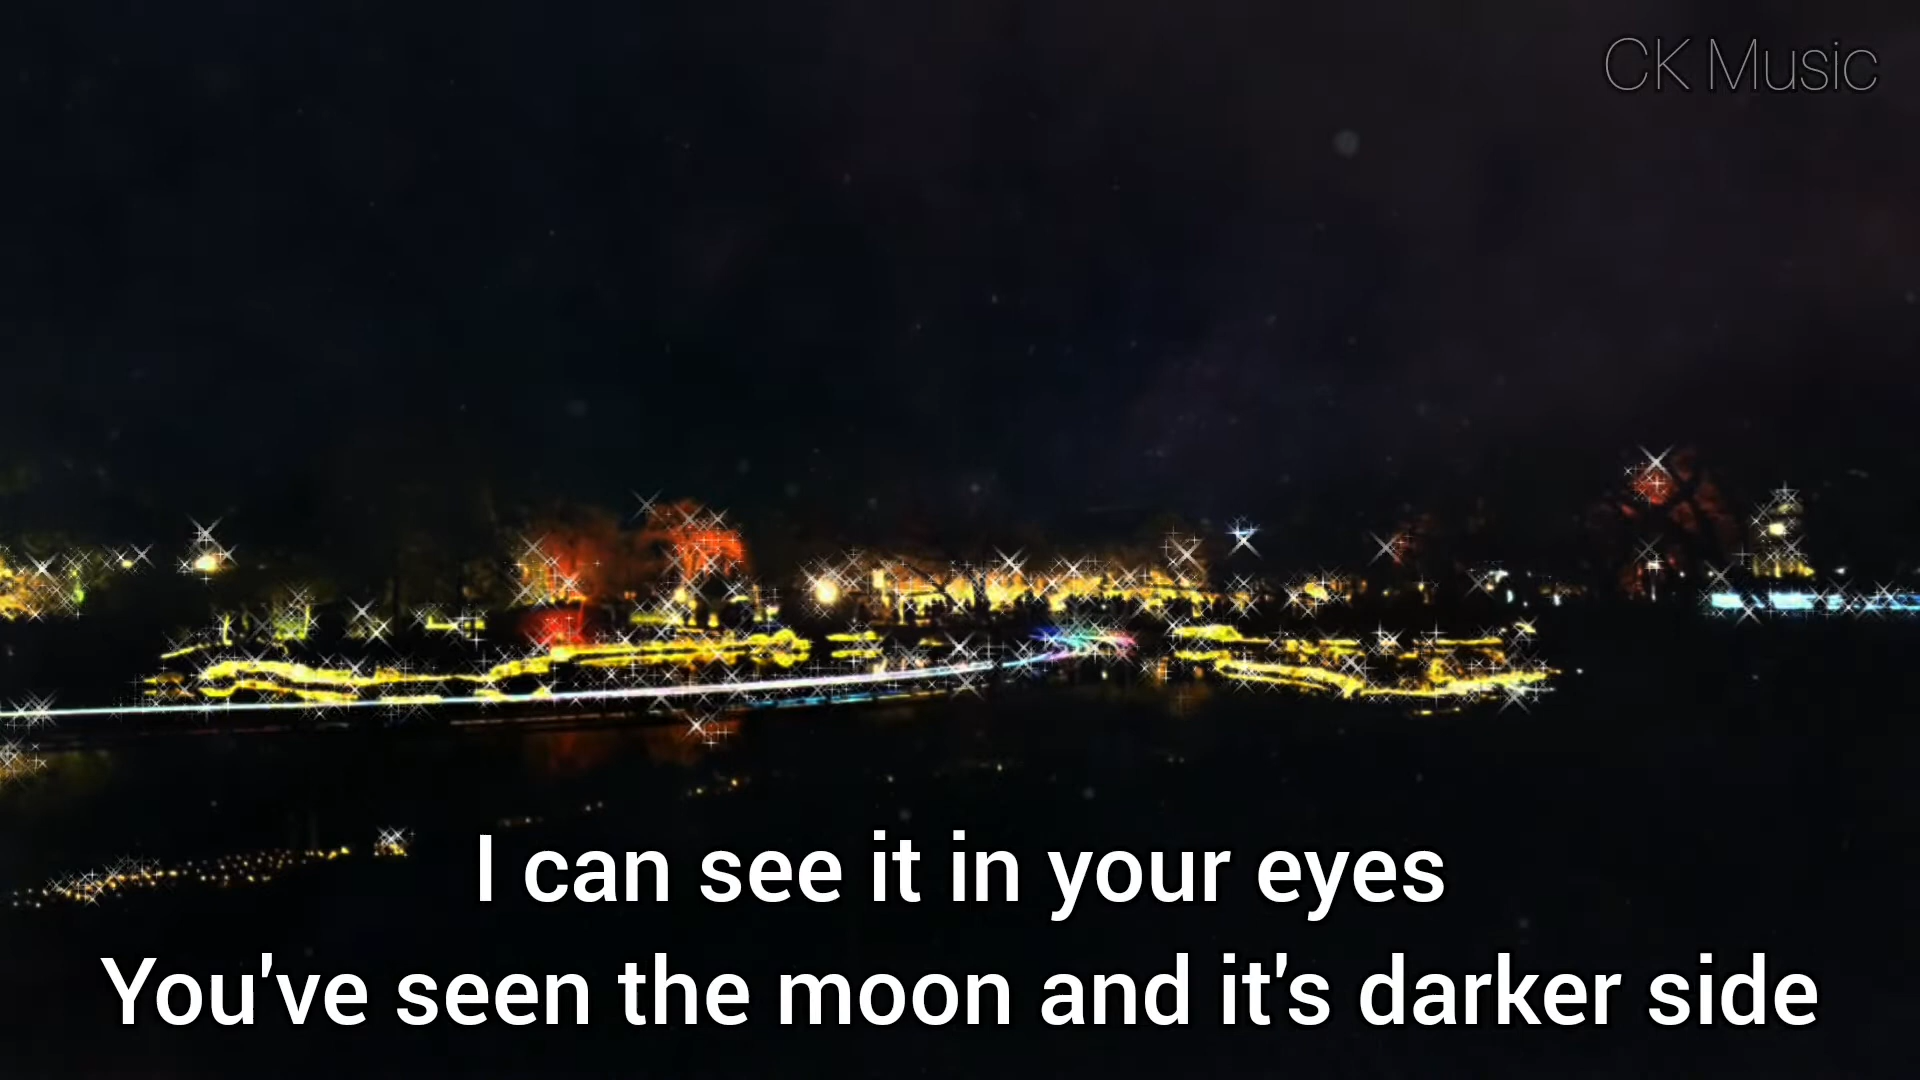 CK Music
I can see it in your eyes
You've seen the moon and it's darker side